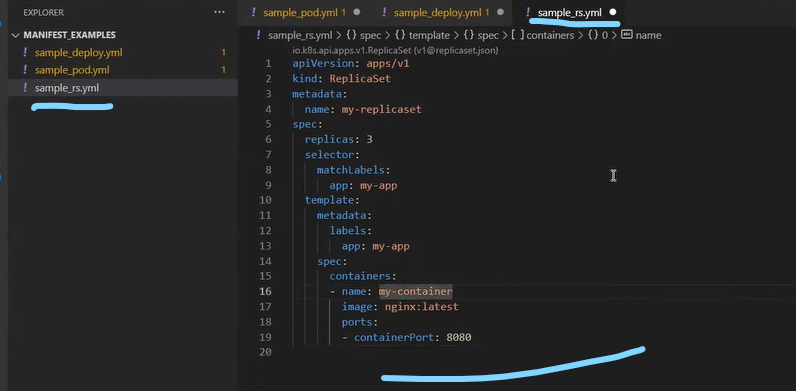 EXPLORER ...
MANIFEST_EXAMPLES
! sample_deploy.yml 1
! sample_pod.yml 1
! sample_rs.yml
! sample_pod.yml 1 ● ! sample_deploy.yml 1 ● ! sample_rs.yml ●
! sample_rs.yml > {} spec > {} template > {} spec > [ ] containers > {} 0 > abc name
io.k8s.api.apps.v1.ReplicaSet (v1@replicaset.json)
1 apiVersion: apps/v1
2 kind: ReplicaSet
3 metadata:
4   name: my-replicaset
5 spec:
6   replicas: 3
7   selector:
8     matchLabels:
9       app: my-app
10   template:
11     metadata:
12       labels:
13         app: my-app
14     spec:
15       containers:
16       - name: my-container
17         image: nginx:latest
18         ports:
19         - containerPort: 8080
20